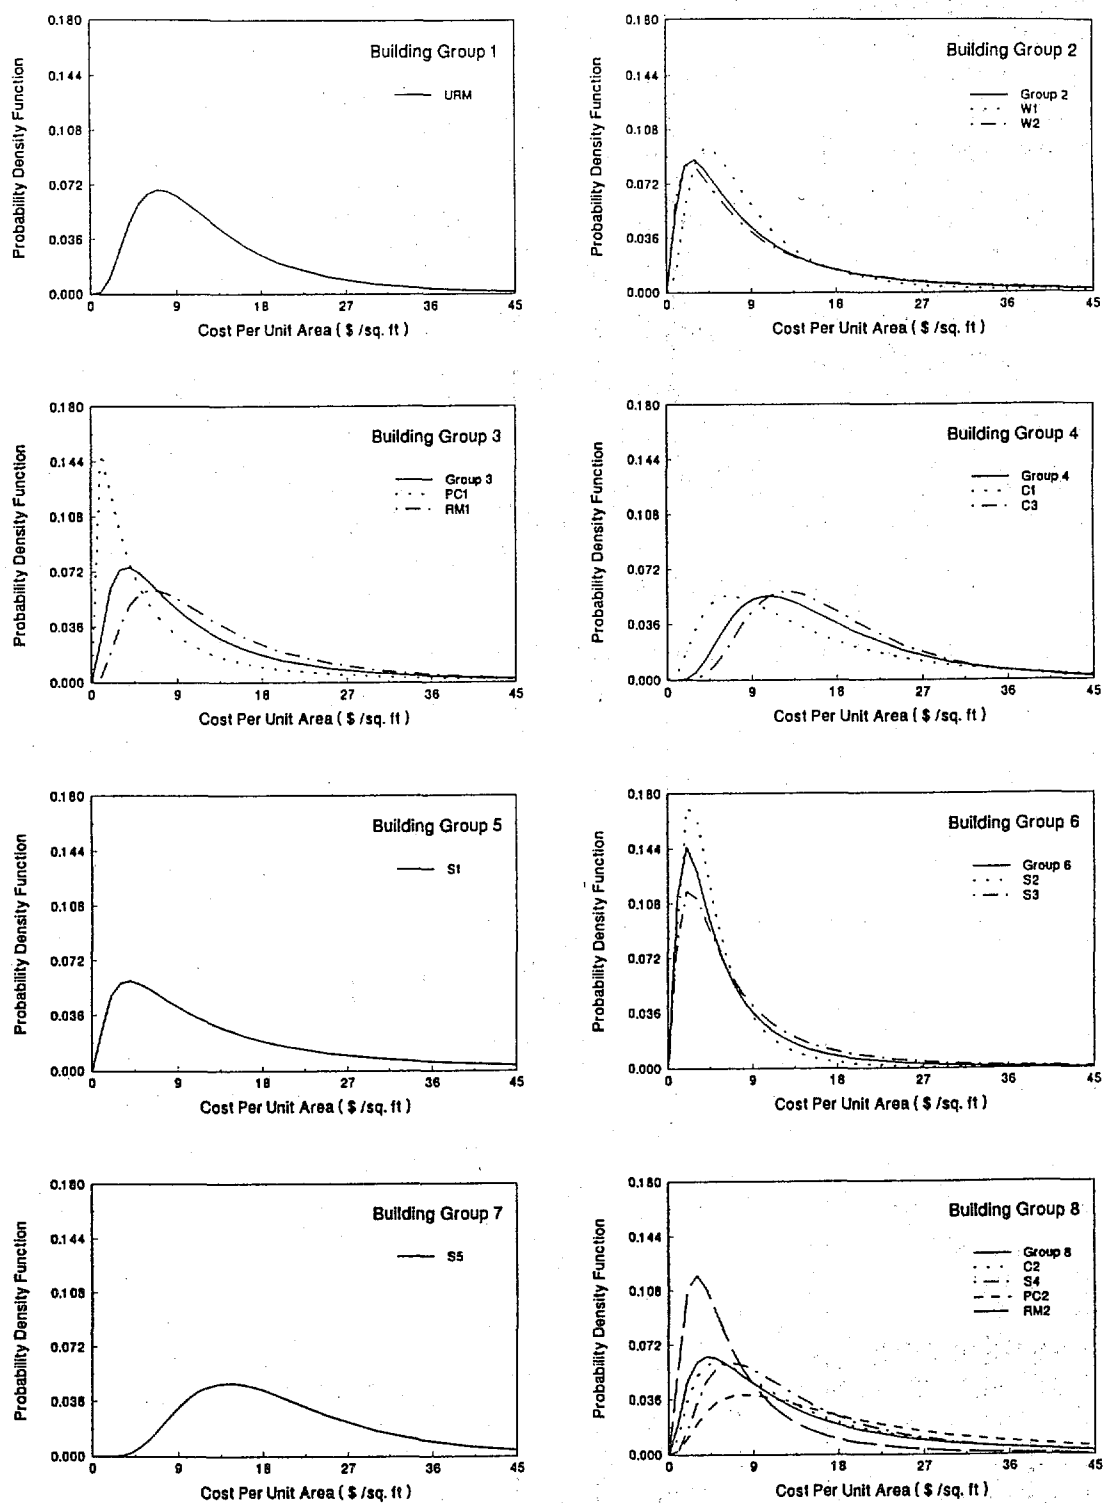 Building Group 1
URM
Probability Density Function
0.180
0.144
0.108
0.072
0.036
0.000
0 9 18 27 36 45
Cost Per Unit Area ( $ /sq. ft )
Building Group 2
Group 2
W1
W2
Probability Density Function
0.180
0.144
0.108
0.072
0.036
0.000
0 9 18 27 36 45
Cost Per Unit Area ( $ /sq. ft )
Building Group 3
Group 3
PC1
RM1
Probability Density Function
0.180
0.144
0.108
0.072
0.036
0.000
0 9 18 27 36 45
Cost Per Unit Area ( $ /sq. ft )
Building Group 4
Group 4
C1
C3
Probability Density Function
0.180
0.144
0.108
0.072
0.036
0.000
0 9 18 27 36 45
Cost Per Unit Area ( $ /sq. ft )
Building Group 5
S1
Probability Density Function
0.180
0.144
0.108
0.072
0.036
0.000
0 9 18 27 36 45
Cost Per Unit Area ( $ /sq. ft )
Building Group 6
Group 6
S2
S3
Probability Density Function
0.180
0.144
0.108
0.072
0.036
0.000
0 9 18 27 36 45
Cost Per Unit Area ( $ /sq. ft )
Building Group 7
S5
Probability Density Function
0.180
0.144
0.108
0.072
0.036
0.000
0 9 18 27 36 45
Cost Per Unit Area ( $ /sq. ft )
Building Group 8
Group 8
C2
S4
PC2
RM2
Probability Density Function
0.180
0.144
0.108
0.072
0.036
0.000
0 9 18 27 36 45
Cost Per Unit Area ( $ /sq. ft )